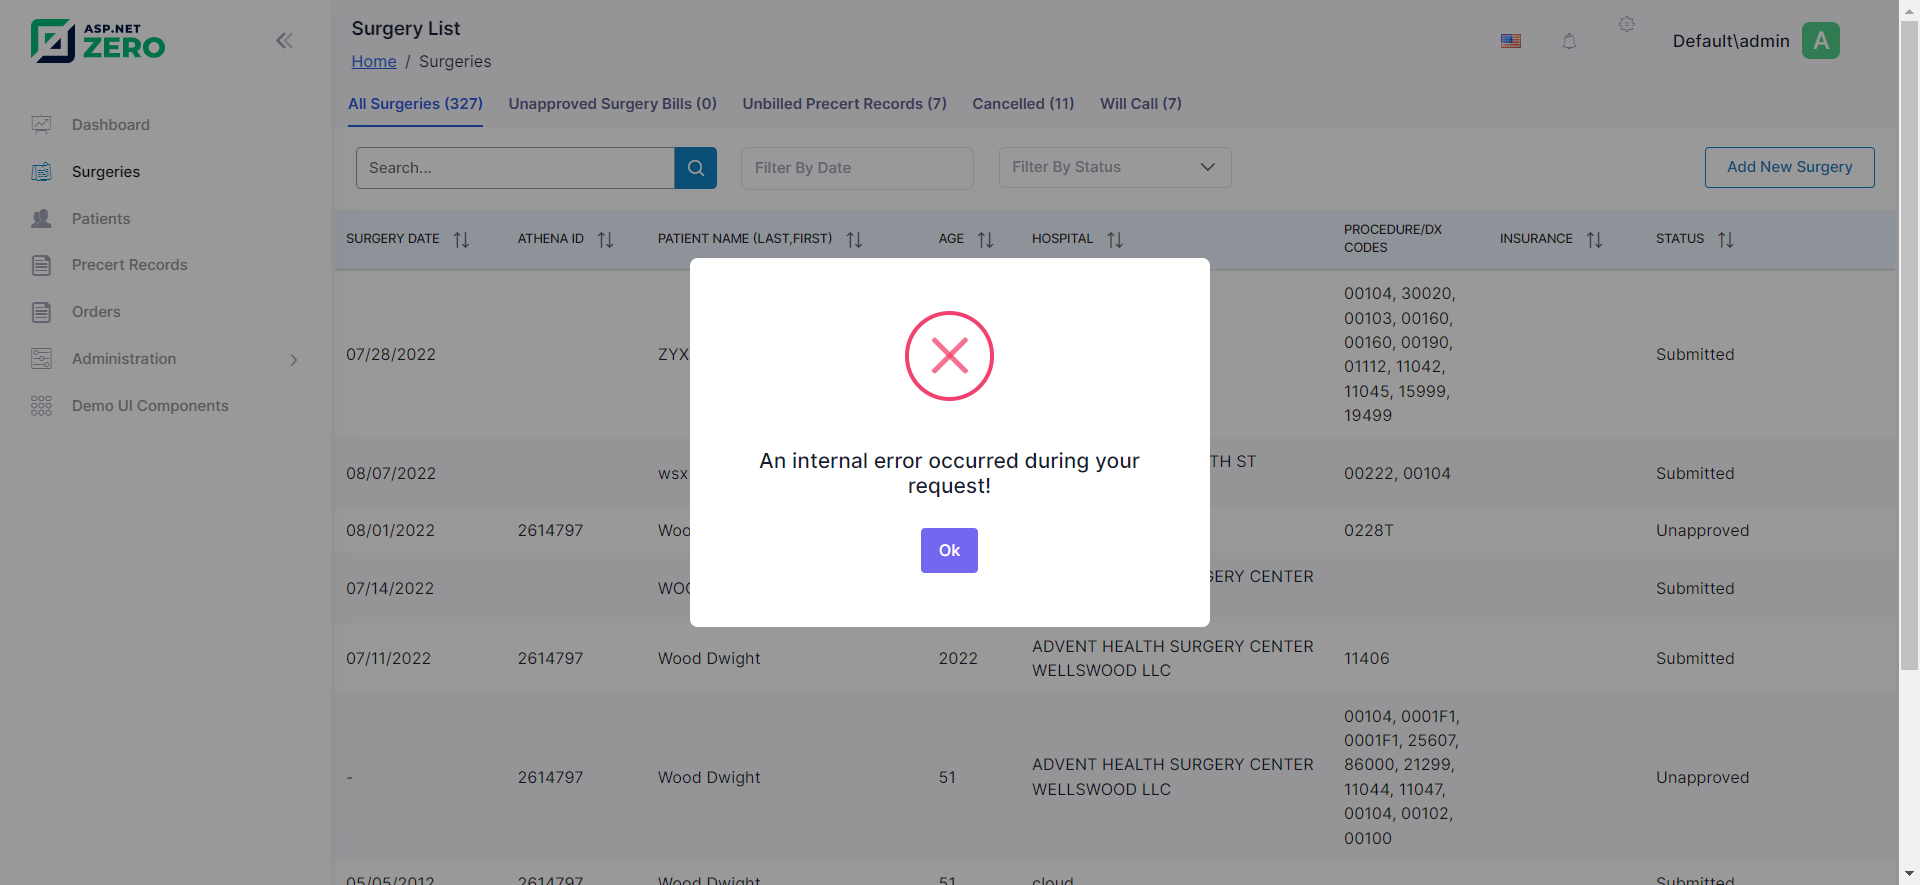 ASP.NET
ZERO
Dashboard
Surgeries
Patients
Precert Records
Orders
Administration
Demo UI Components
Surgery List
Home / Surgeries
Default\admin A
All Surgeries (327) Unapproved Surgery Bills (0) Unbilled Precert Records (7) Cancelled (11) Will Call (7)
Search... Filter By Date Filter By Status Add New Surgery
SURGERY DATE ATHENA ID PATIENT NAME (LAST,FIRST) AGE HOSPITAL PROCEDURE/DX
CODES INSURANCE STATUS
00104, 30020,
00103, 00160,
00160, 00190,
07/28/2022 ZYX Submitted
01112, 11042,
11045, 15999,
19499
An internal error occurred during your
request!
Ok
TH ST
08/07/2022 wsx 00222, 00104 Submitted
08/01/2022 2614797 Woo 0228T Unapproved
GERY CENTER
07/14/2022 WOO Submitted
07/11/2022 2614797 Wood Dwight 2022 ADVENT HEALTH SURGERY CENTER
WELLSWOOD LLC 11406 Submitted
00104, 0001F1,
0001F1, 25607,
86000, 21299,
- 2614797 Wood Dwight 51 ADVENT HEALTH SURGERY CENTER
WELLSWOOD LLC Unapproved
11044, 11047,
00104, 00102,
00100
05/05/2012 2614797 Wood Dwight 51 cloud Submitted